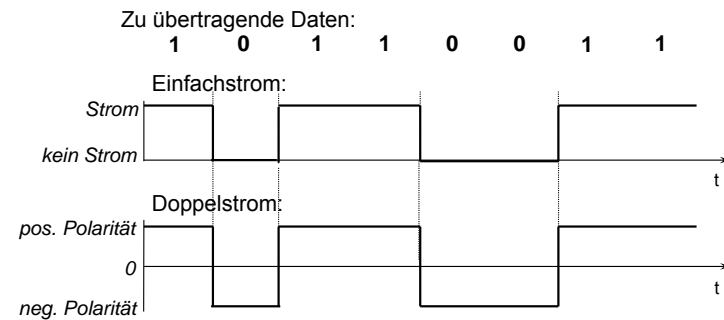 Zu übertragende Daten:
1 0 1 1 0 0 1 1
Einfachstrom:
Strom
kein Strom
t
Doppelstrom:
pos. Polarität
0
t
neg. Polarität